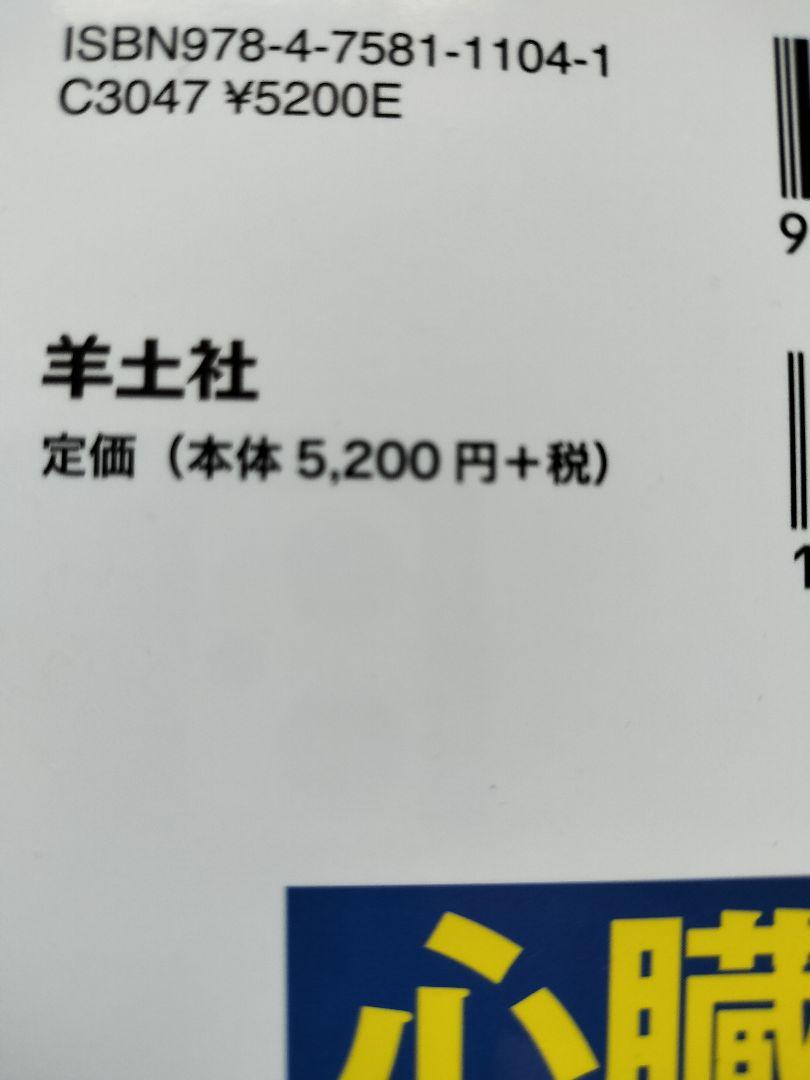 ISBN978-4-7581-1104-1
C3047 ¥5200E
9
羊土社
定価（本体 5,200 円＋税）
1
心臓